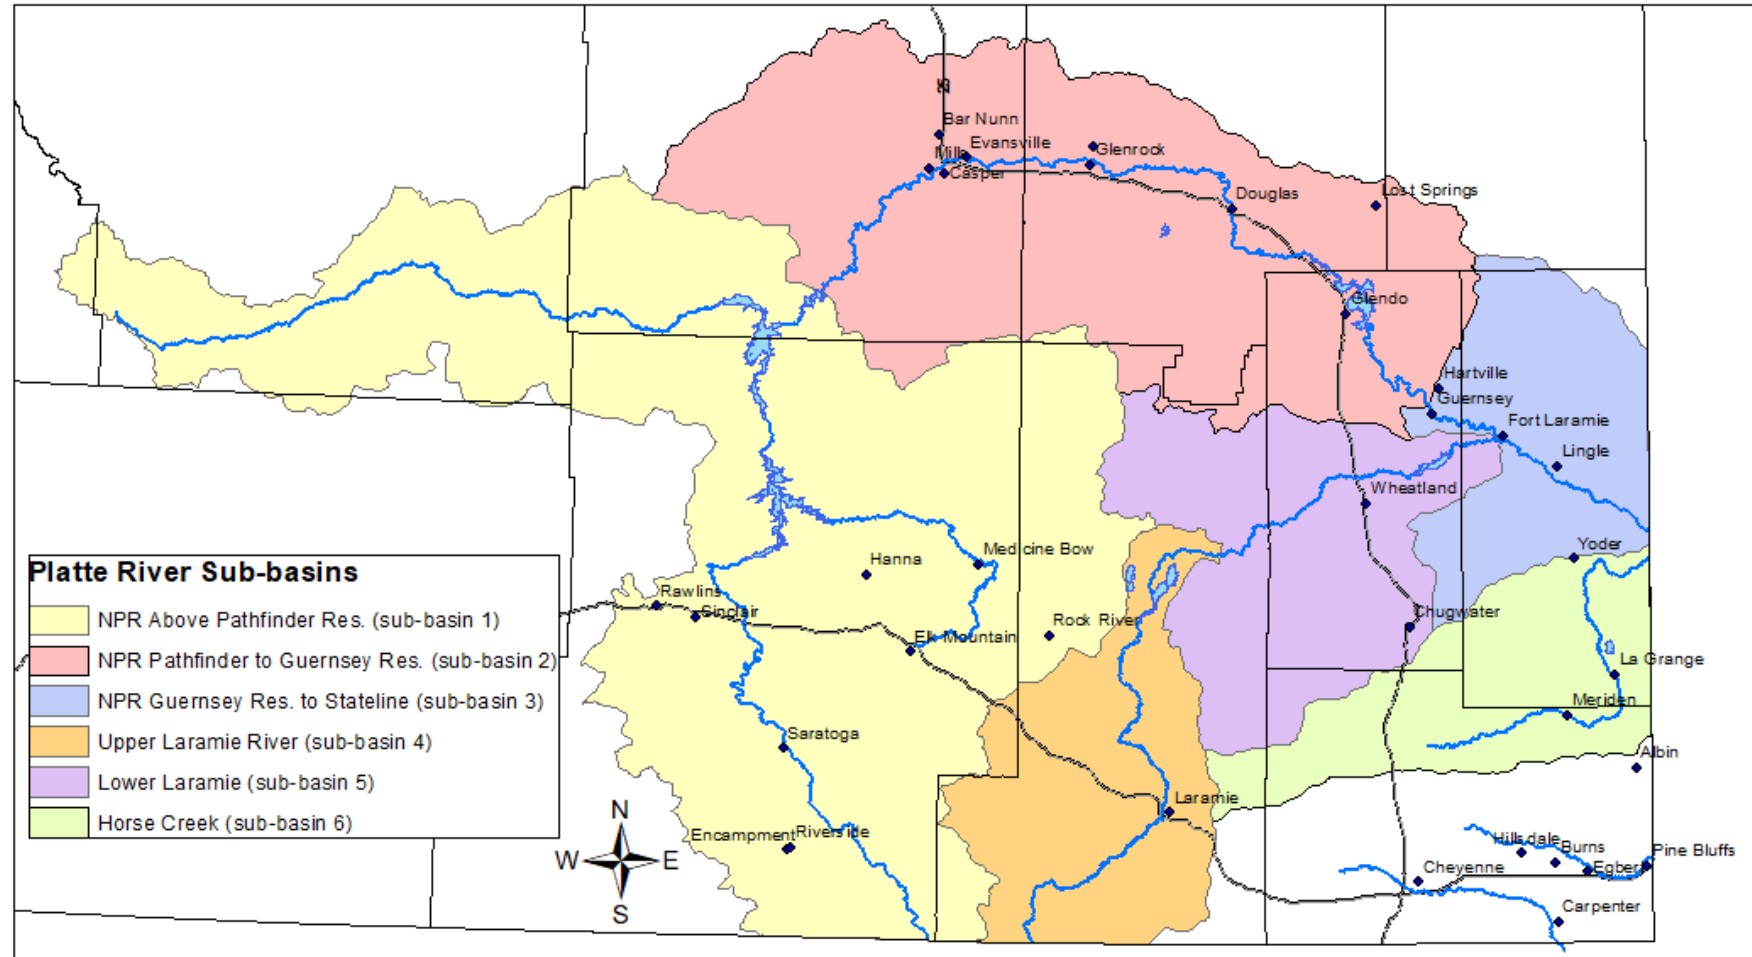 Bar Nunn
Evansville
Mills
Casper
Glenrock
Douglas
Lost Springs
Glendo
Hartville
Guernsey
Fort Laramie
Lingle
Wheatland
Yoder
Medicine Bow
Hanna
Platte River Sub-basins
NPR Above Pathfinder Res. (sub-basin 1)
NPR Pathfinder to Guernsey Res. (sub-basin 2)
NPR Guernsey Res. to Stateline (sub-basin 3)
Upper Laramie River (sub-basin 4)
Lower Laramie (sub-basin 5)
Horse Creek (sub-basin 6)
Rawlins
Sinclair
Elk Mountain
Rock River
Chugwater
La Grange
Meriden
Saratoga
Albin
Laramie
Encampment
Riverside
N
W
E
S
Hillsdale
Burns
Egbert
Pine Bluffs
Cheyenne
Carpenter